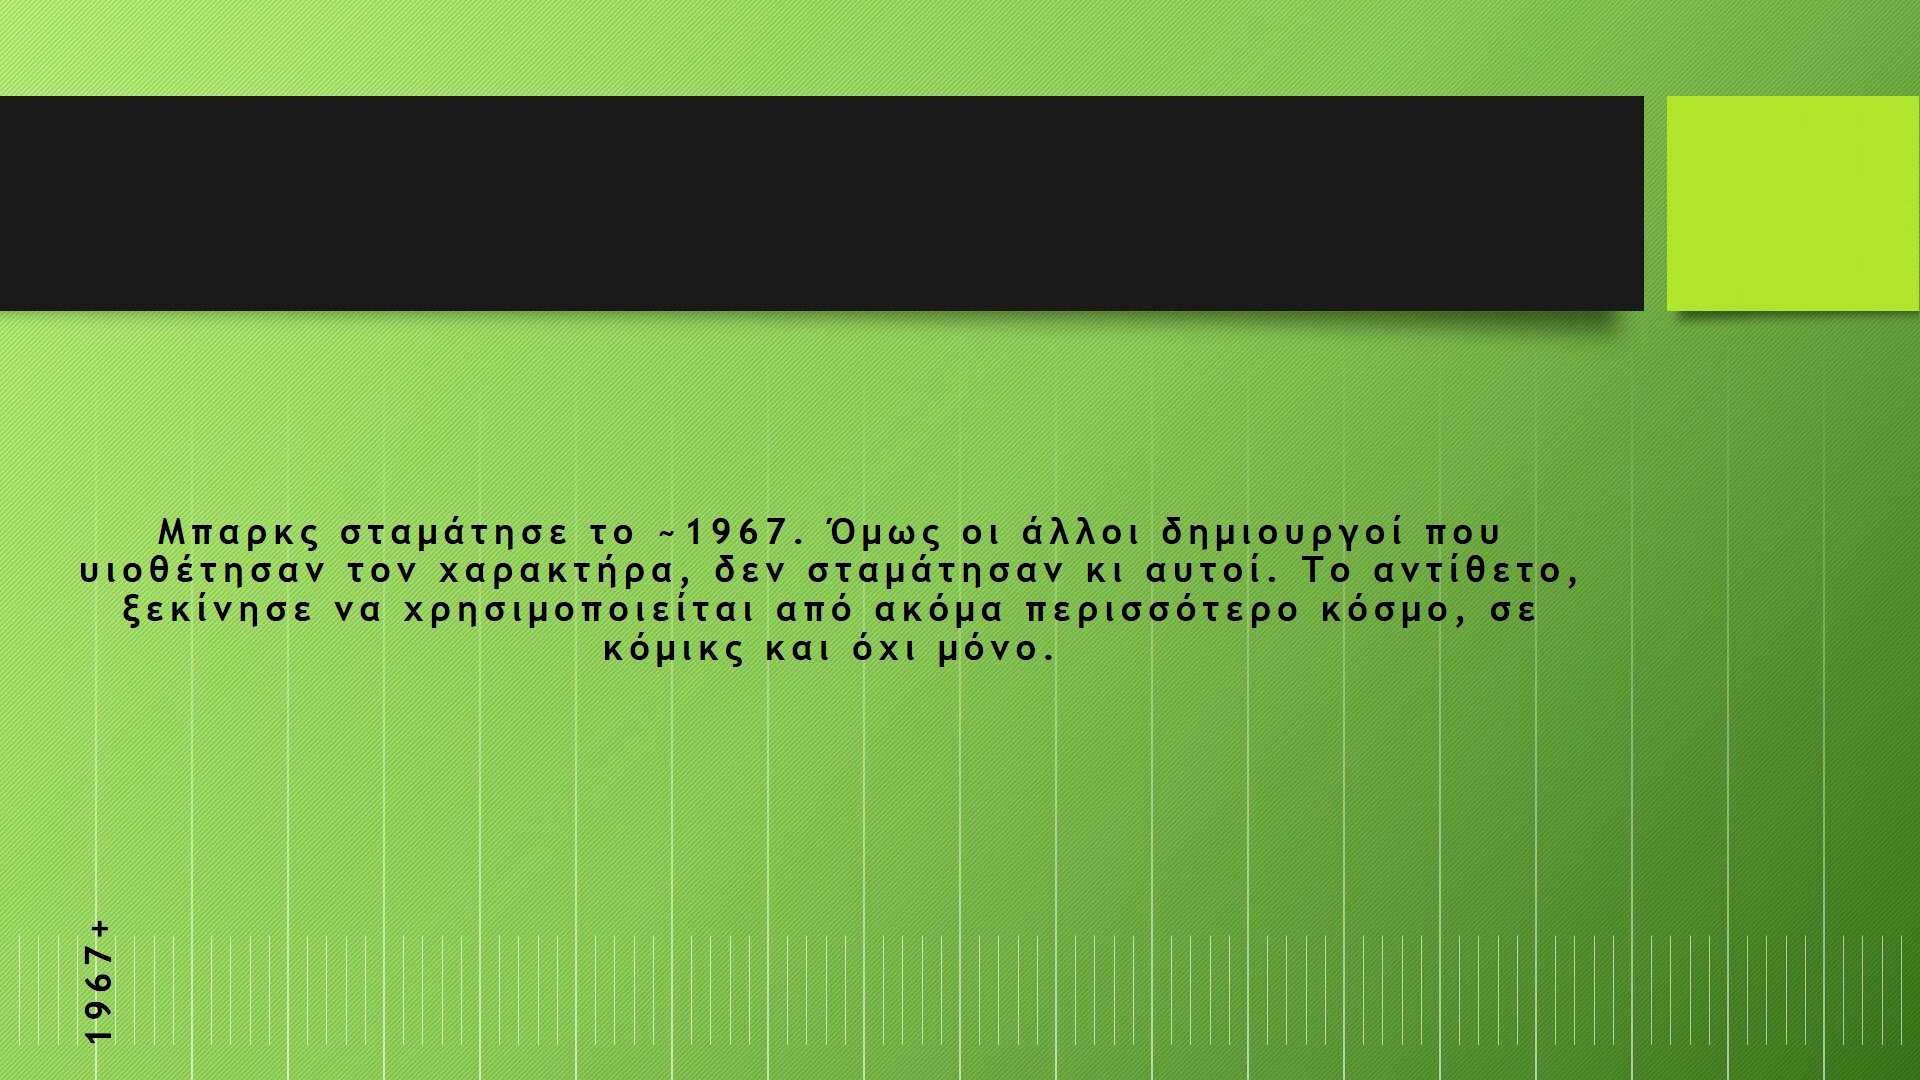 Μπαρκς σταμάτησε το ~1967. Όμως οι άλλοι δημιουργοί που
υιοθέτησαν τον χαρακτήρα, δεν σταμάτησαν κι αυτοί. Το αντίθετο,
ξεκίνησε να χρησιμοποιείται από ακόμα περισσότερο κόσμο, σε
κόμικς και όχι μόνο.
1967+